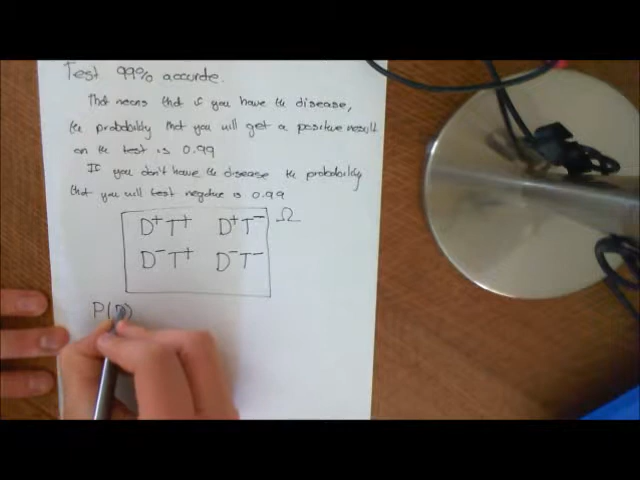 Test 99% accurate.
That means that if you have the disease,
the probability that you will get a positive result
on the test is 0.99
If you don't have the disease the probability
that you will test negative is 0.99
D⁺T⁺ D⁺T⁻ Ω
D⁻T⁺ D⁻T⁻
P(D)